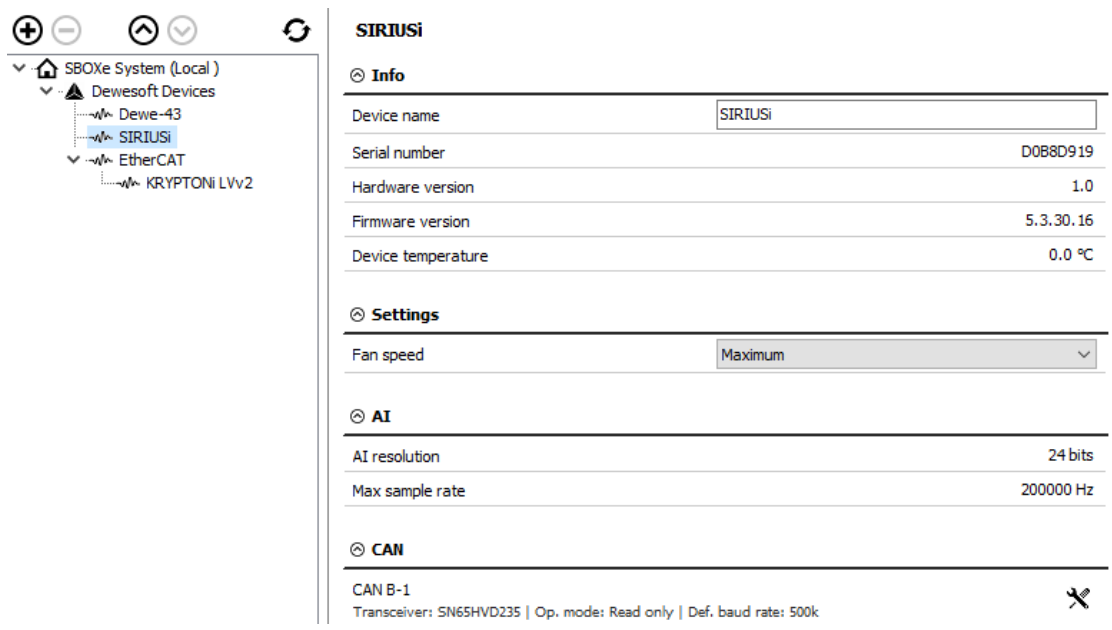 SBOXe System (Local )
Dewesoft Devices
Dewe-43
SIRIUSi
EtherCAT
KRYPTONi LVv2
SIRIUSi
Info
Device name SIRIUSi
Serial number D0B8D919
Hardware version 1.0
Firmware version 5.3.30.16
Device temperature 0.0 °C
Settings
Fan speed Maximum
AI
AI resolution 24 bits
Max sample rate 200000 Hz
CAN
CAN B-1
Transceiver: SN65HVD235 | Op. mode: Read only | Def. baud rate: 500k